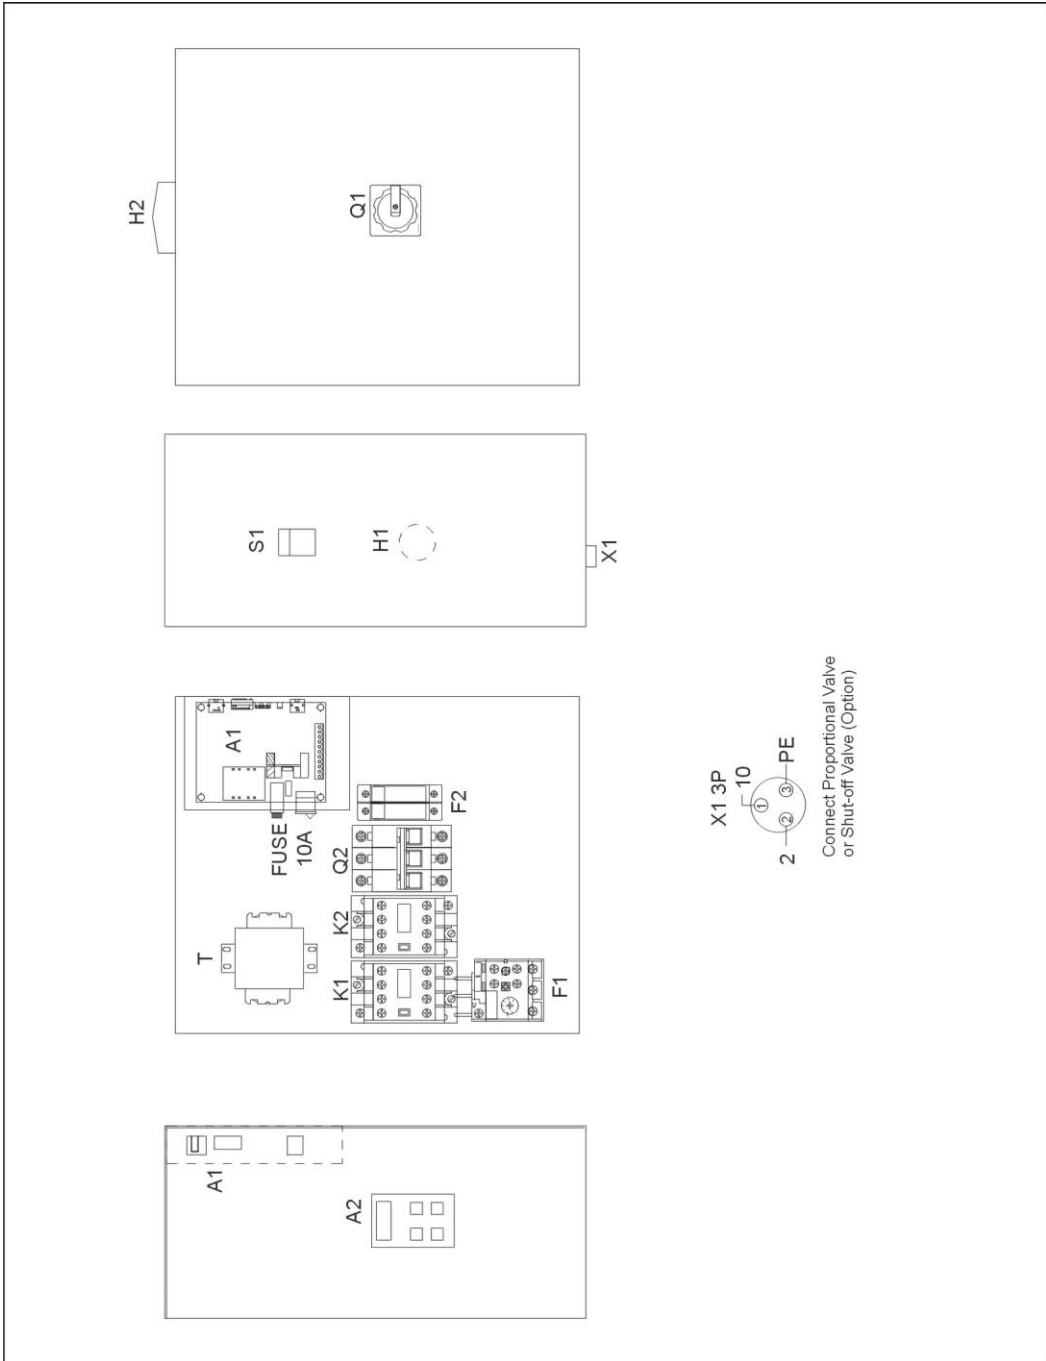 A1
A2
T
A1
FUSE
10A
K1
K2
Q2
F2
F1
S1
H1
X1
H2
Q1
X1 3P
10
1
2
3
2
PE
Connect Proportional Valve
or Shut-off Valve (Option)